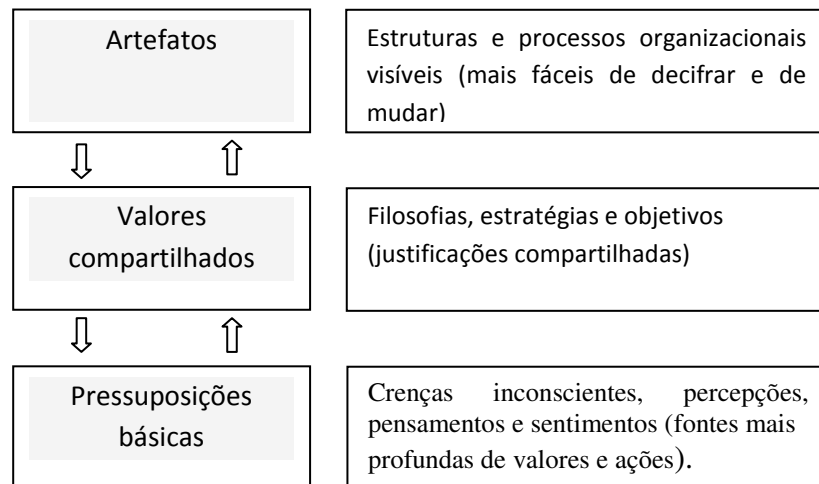 Artefatos
Estruturas e processos organizacionais
visíveis (mais fáceis de decifrar e de
mudar)
Valores
compartilhados
Filosofias, estratégias e objetivos
(justificações compartilhadas)
Pressuposições
básicas
Crenças inconscientes, percepções,
pensamentos e sentimentos (fontes mais
profundas de valores e ações).